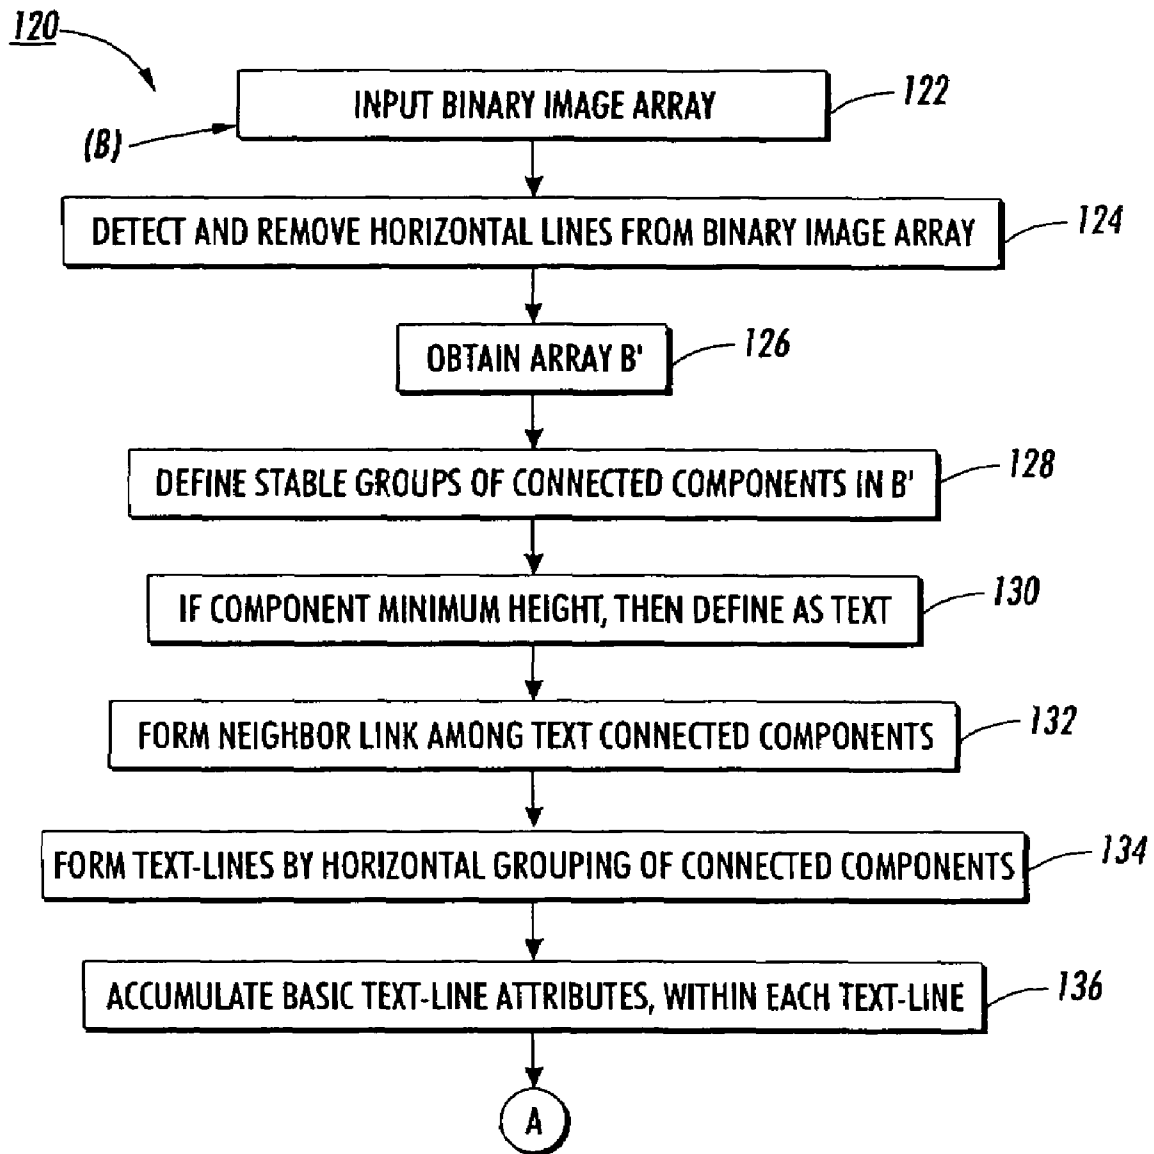 120
INPUT BINARY IMAGE ARRAY
122
(B)
DETECT AND REMOVE HORIZONTAL LINES FROM BINARY IMAGE ARRAY
124
OBTAIN ARRAY B'
126
DEFINE STABLE GROUPS OF CONNECTED COMPONENTS IN B'
128
IF COMPONENT MINIMUM HEIGHT, THEN DEFINE AS TEXT
130
FORM NEIGHBOR LINK AMONG TEXT CONNECTED COMPONENTS
132
FORM TEXT-LINES BY HORIZONTAL GROUPING OF CONNECTED COMPONENTS
134
ACCUMULATE BASIC TEXT-LINE ATTRIBUTES, WITHIN EACH TEXT-LINE
136
A